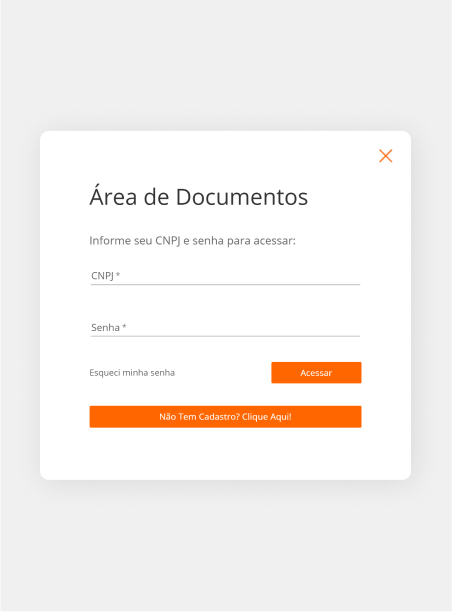 Área de Documentos
Informe seu CNPJ e senha para acessar:
CNPJ *
Senha *
Esqueci minha senha
Acessar
Não Tem Cadastro? Clique Aqui!